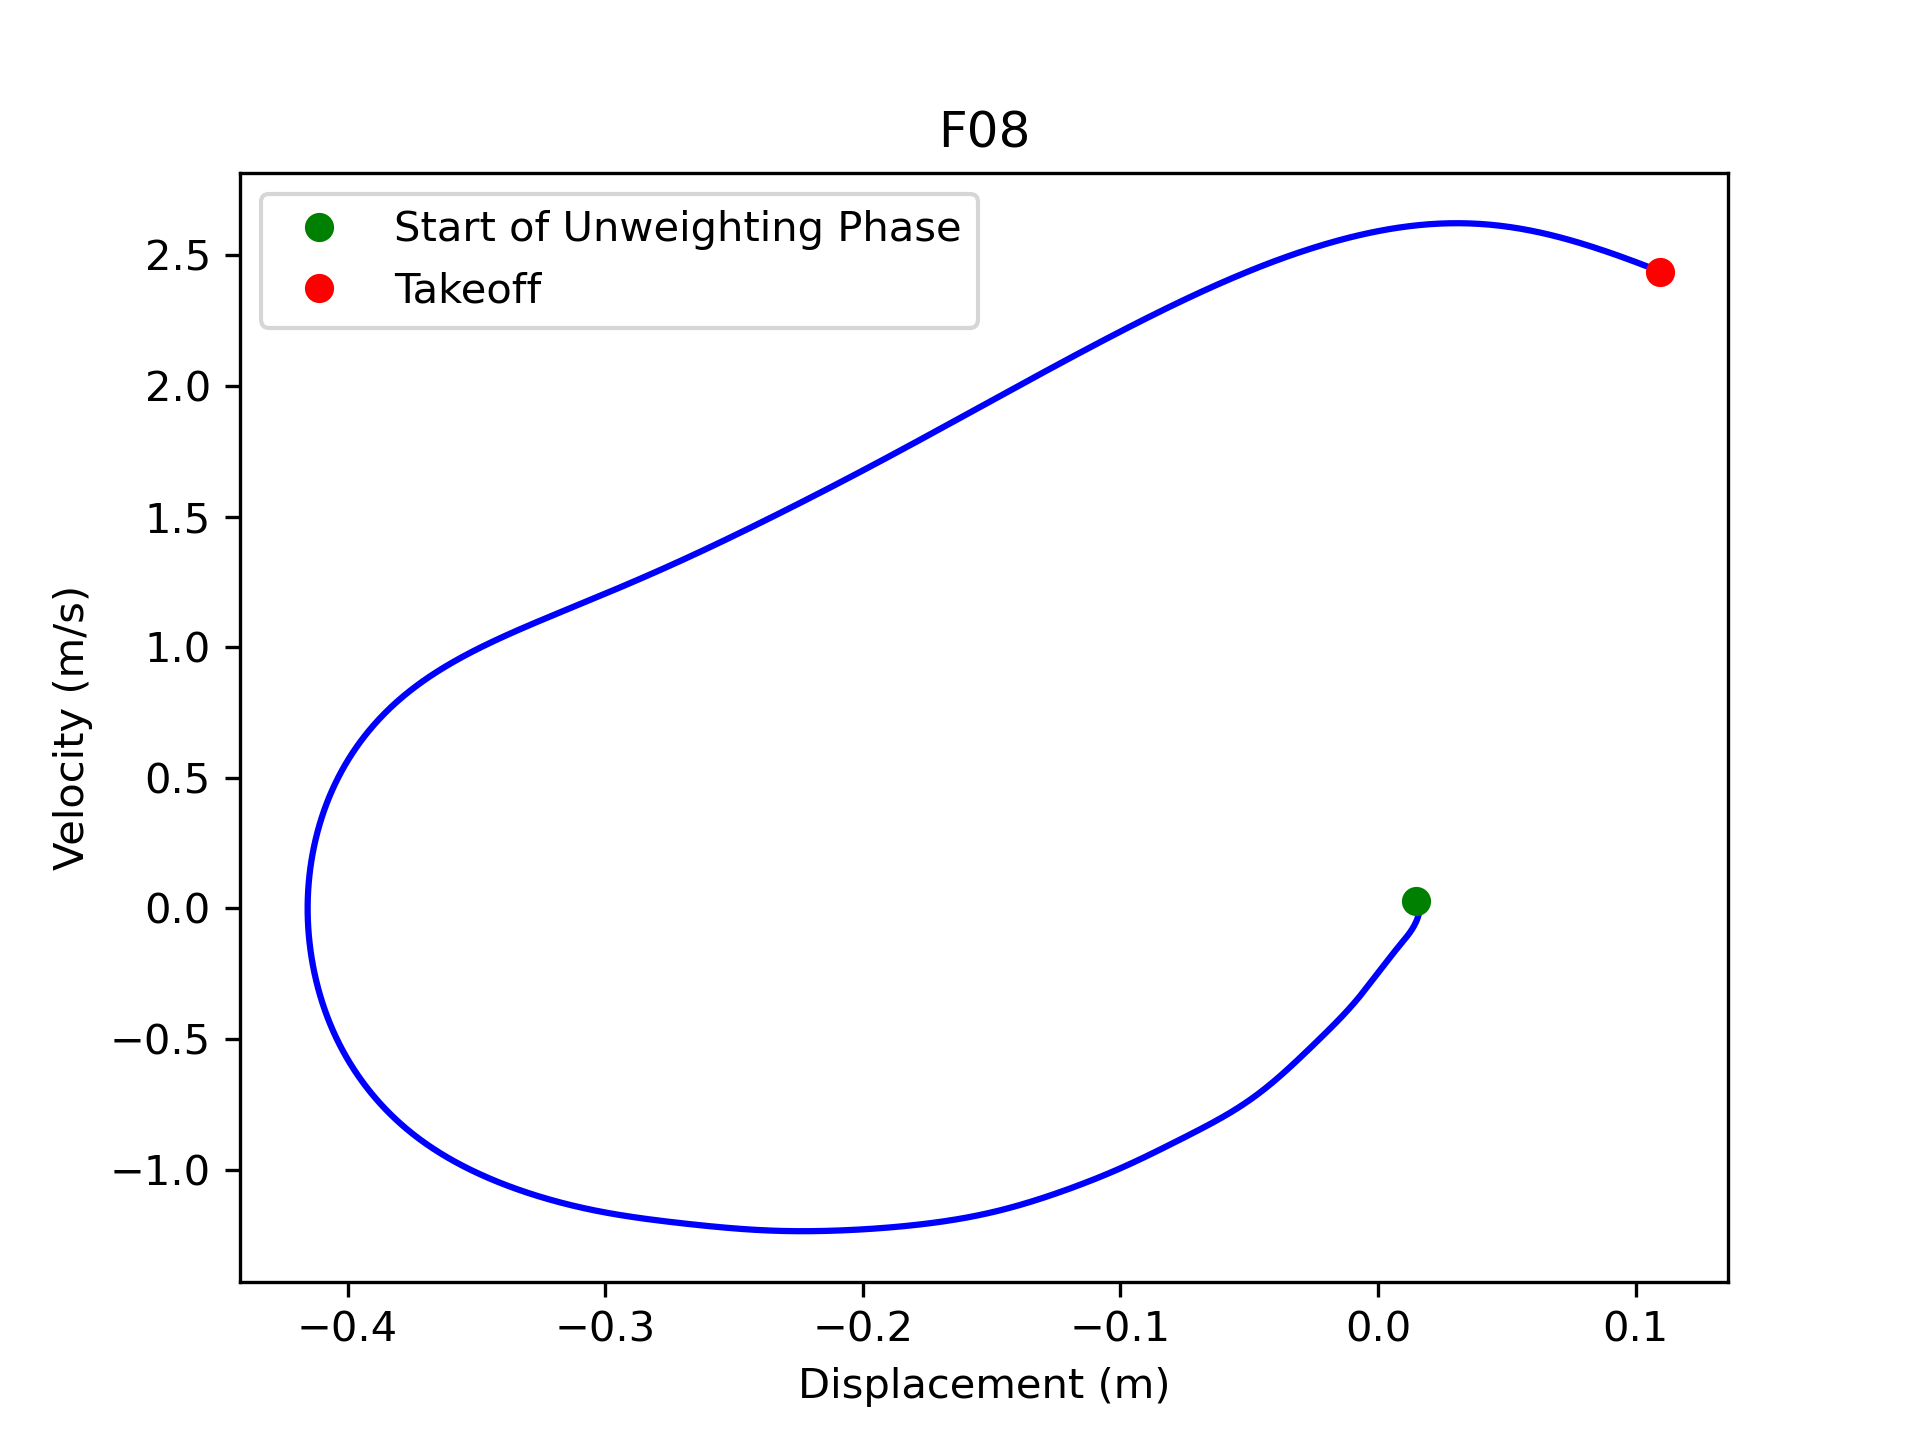 F08
Start of Unweighting Phase
Takeoff
2.5
2.0
1.5
1.0
0.5
0.0
−0.5
−1.0
Velocity (m/s)
−0.4 −0.3 −0.2 −0.1 0.0 0.1
Displacement (m)